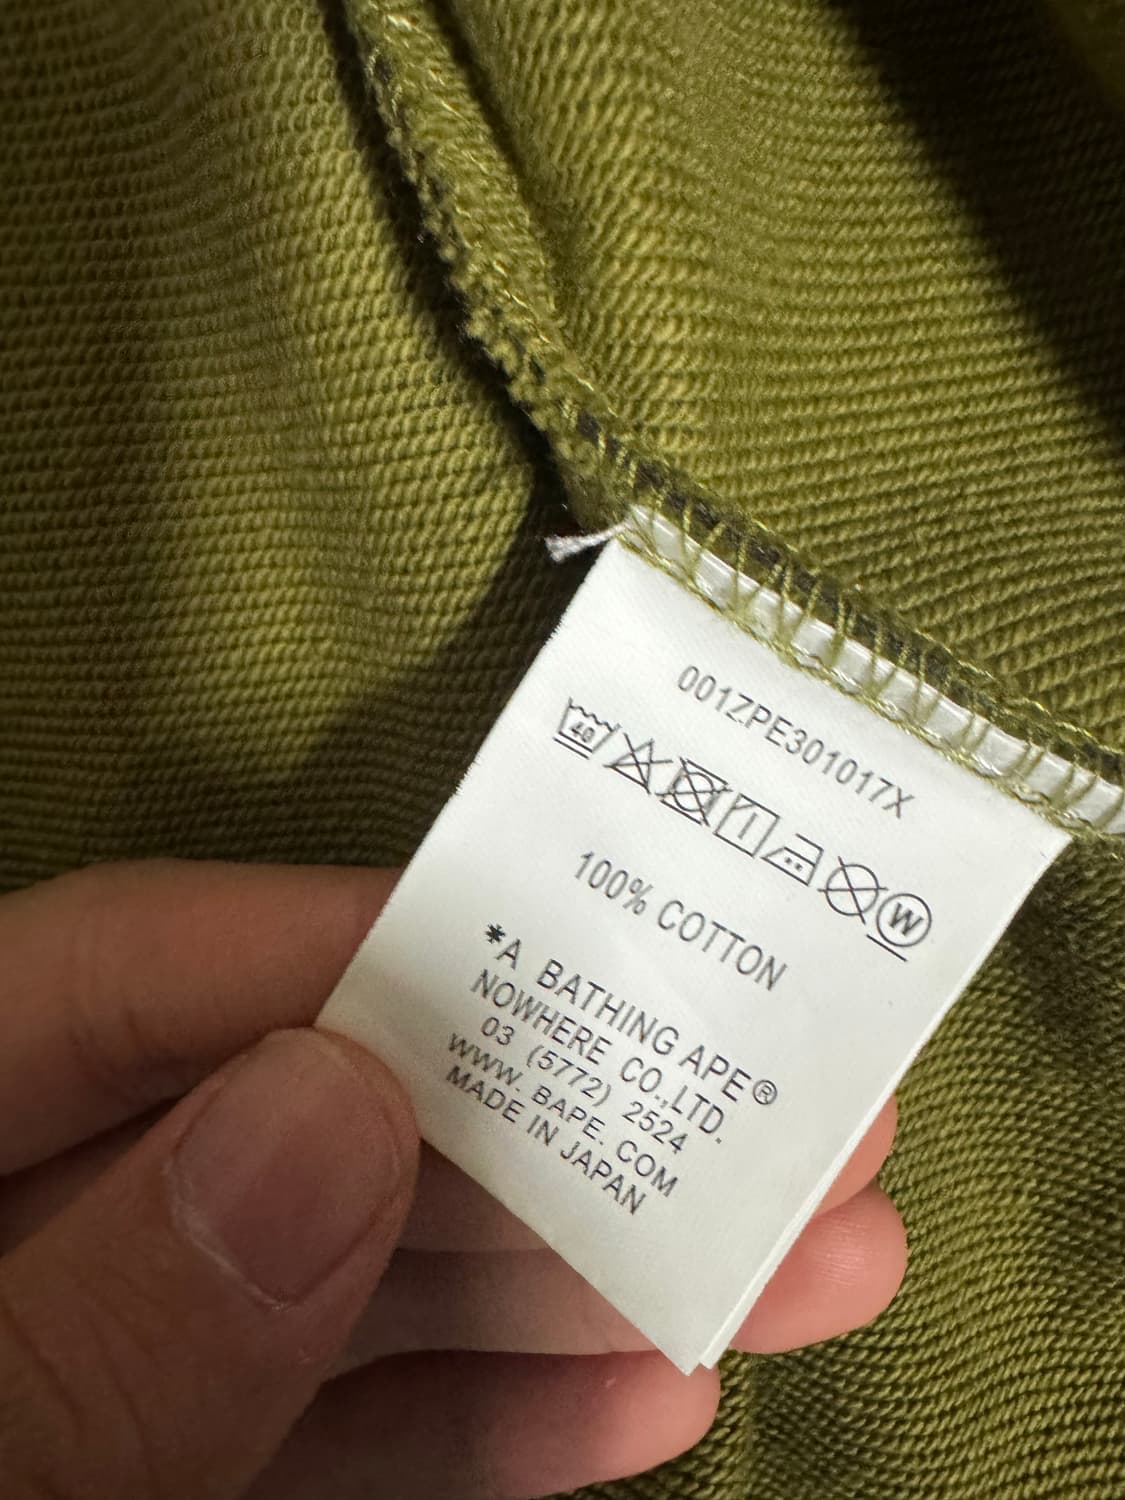 001ZPE301017X
40 W
100% COTTON
*A BATHING APE®
NOWHERE CO.,LTD.
03 (5772) 2524
WWW. BAPE. COM
MADE IN JAPAN